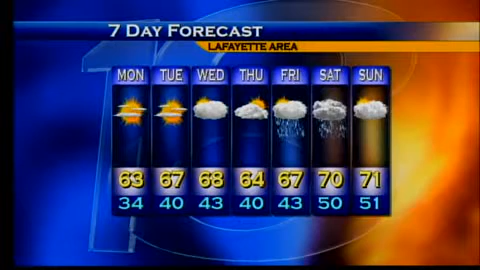 7 DAY FORECAST
LAFAYETTE AREA
MON TUE WED THU FRI SAT SUN
63 67 68 64 67 70 71
34 40 43 40 43 50 51
10